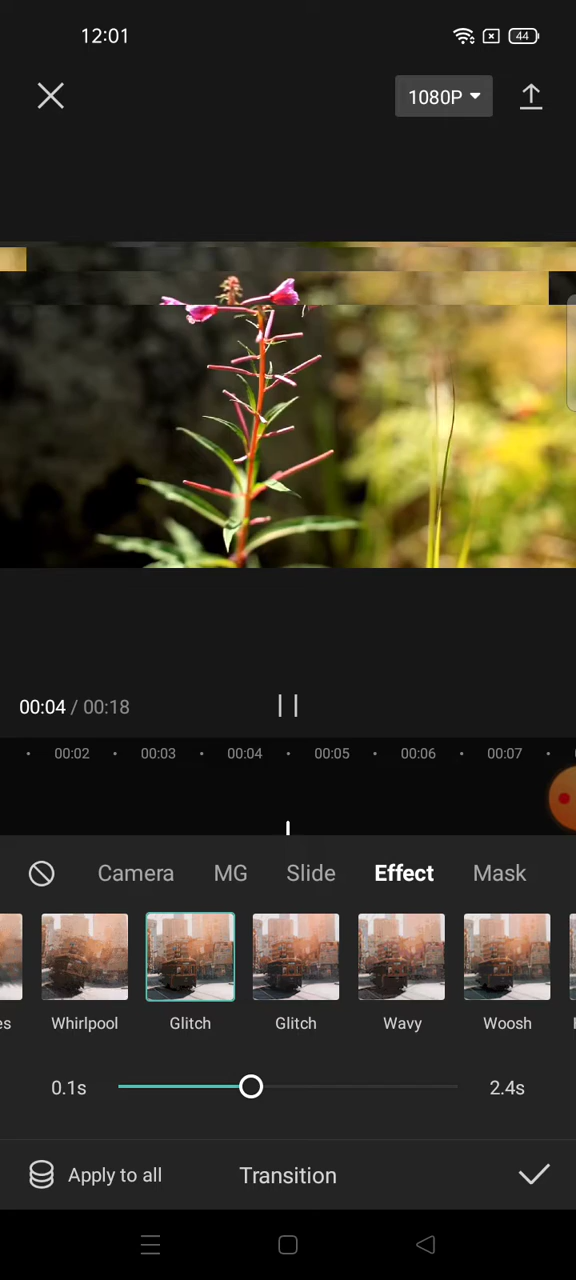 12:01
44
1080P
00:04 / 00:18
00:02 00:03 00:04 00:05 00:06 00:07
Camera MG Slide Effect Mask
es Whirlpool Glitch Glitch Wavy Woosh
0.1s 2.4s
Apply to all Transition